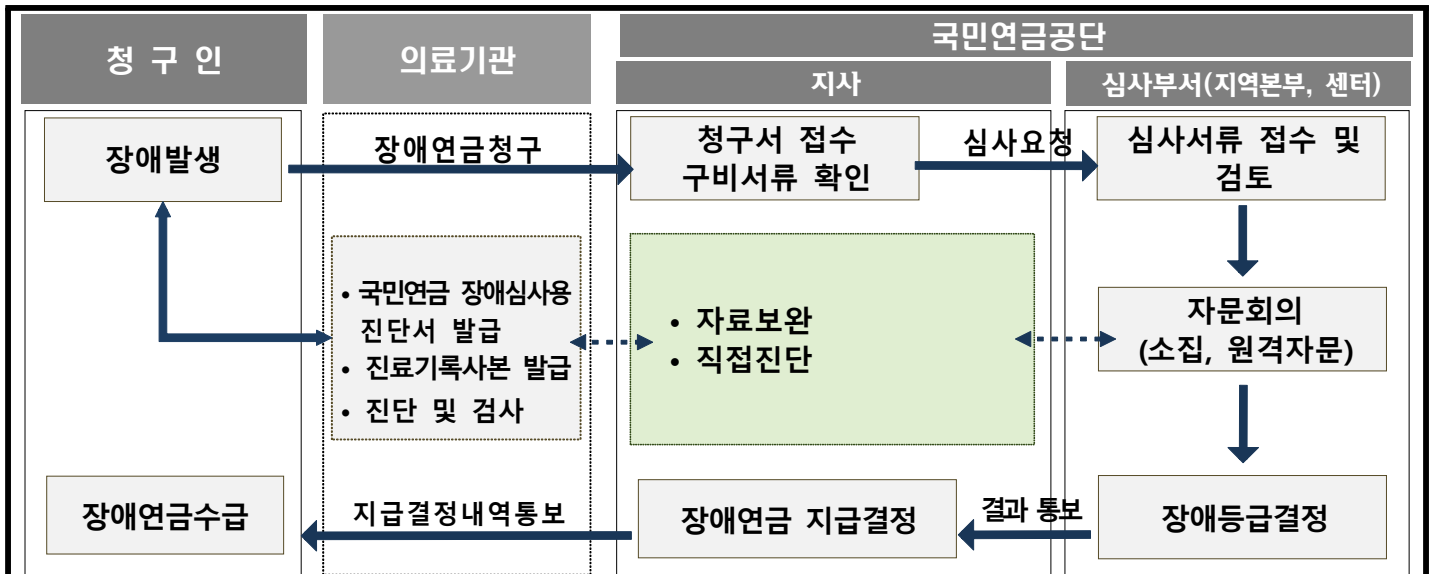 청 구 인
의료기관
국민연금공단
지사
심사부서(지역본부, 센터)
장애발생
장애연금청구
청구서 접수
구비서류 확인
심사요청
심사서류 접수 및
검토
• 국민연금 장애심사용
진단서 발급
• 진료기록사본 발급
• 진단 및 검사
• 자료보완
• 직접진단
자문회의
(소집, 원격자문)
장애연금수급
지급결정내역통보
장애연금 지급결정
결과 통보
장애등급결정